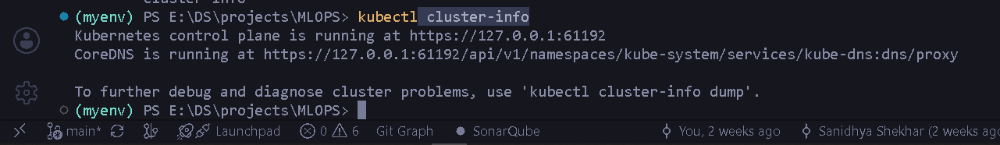 cluster-info
(myenv) PS E:\DS\projects\MLOPS> kubectl cluster-info
Kubernetes control plane is running at https://127.0.0.1:61192
CoreDNS is running at https://127.0.0.1:61192/api/v1/namespaces/kube-system/services/kube-dns:dns/proxy
To further debug and diagnose cluster problems, use 'kubectl cluster-info dump'.
(myenv) PS E:\DS\projects\MLOPS>
main* Launchpad 0 6 Git Graph SonarQube You, 2 weeks ago Sanidhya Shekhar (2 weeks